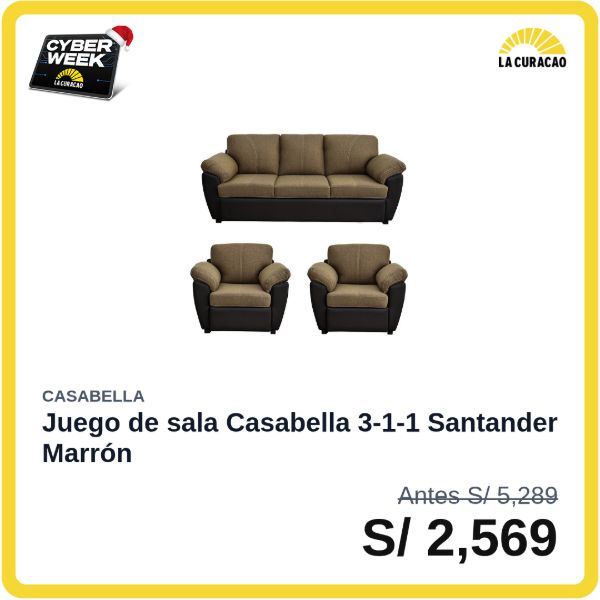 CYBER
WEEK
LA CURACAO
LA CURACAO
CASABELLA
Juego de sala Casabella 3-1-1 Santander
Marrón
Antes S/ 5,289
S/ 2,569